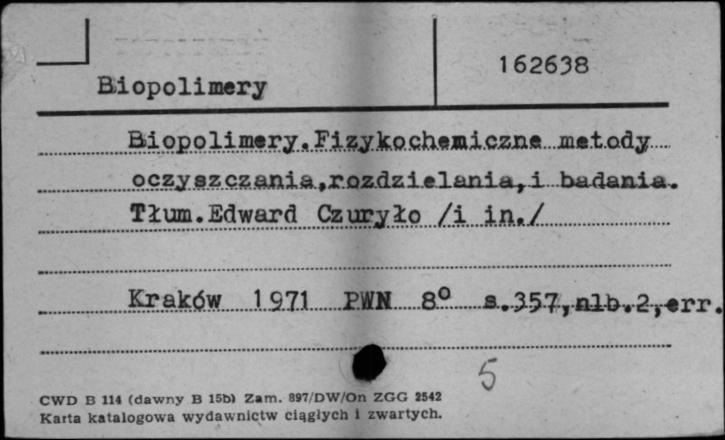 162638
Biopolimery
Biopolimery.Fizykochemiczne metody
oczyszczania,rozdzielania,i badania.
Tłum.Edward Czuryło /i in./
Kraków 1971 PWN 8° s.357,nlb.2,err.
5
CWD B 114 (dawny B 15b) Zam. 897/DW/On ZGG 2542
Karta katalogowa wydawnictw ciągłych i zwartych.